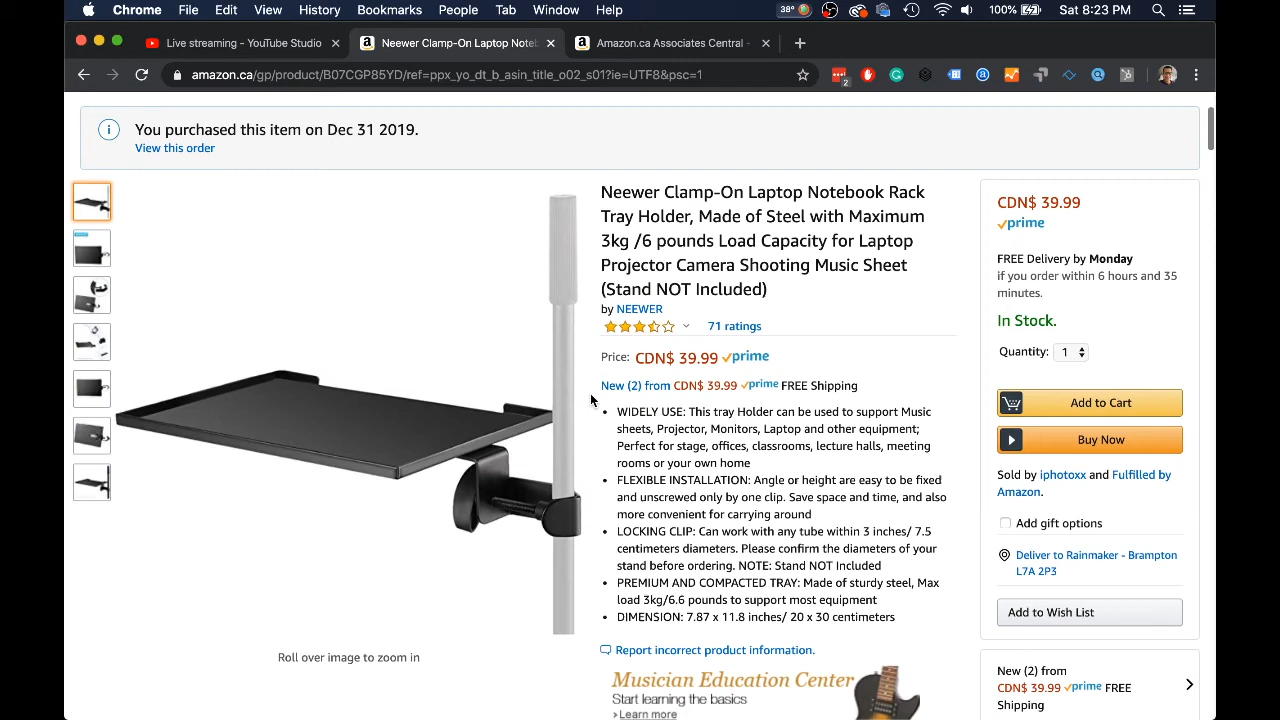 Chrome File Edit View History Bookmarks People Tab Window Help 38° 100% Sat 8:23 PM
Live streaming - YouTube Studio Neewer Clamp-On Laptop Noteb Amazon.ca Associates Central -
amazon.ca/gp/product/B07CGP85YD/ref=ppx_yo_dt_b_asin_title_o02_s01?ie=UTF8&psc=1 2
You purchased this item on Dec 31 2019.
View this order
Neewer Clamp-On Laptop Notebook Rack
Tray Holder, Made of Steel with Maximum
3kg /6 pounds Load Capacity for Laptop
Projector Camera Shooting Music Sheet
(Stand NOT Included)
by NEEWER
71 ratings
Price: CDN$ 39.99 prime
New (2) from CDN$ 39.99 prime FREE Shipping
WIDELY USE: This tray Holder can be used to support Music
sheets, Projector, Monitors, Laptop and other equipment;
Perfect for stage, offices, classrooms, lecture halls, meeting
rooms or your own home
FLEXIBLE INSTALLATION: Angle or height are easy to be fixed
and unscrewed only by one clip. Save space and time, and also
more convenient for carrying around
LOCKING CLIP: Can work with any tube within 3 inches/ 7.5
centimeters diameters. Please confirm the diameters of your
stand before ordering. NOTE: Stand NOT Included
PREMIUM AND COMPACTED TRAY: Made of sturdy steel, Max
load 3kg/6.6 pounds to support most equipment
DIMENSION: 7.87 x 11.8 inches/ 20 x 30 centimeters
Report incorrect product information.
Roll over image to zoom in
Musician Education Center
Start learning the basics
›Learn more
CDN$ 39.99
prime
FREE Delivery by Monday
if you order within 6 hours and 35
minutes.
In Stock.
Quantity: 1
Add to Cart
Buy Now
Sold by iphotoxx and Fulfilled by
Amazon.
Add gift options
Deliver to Rainmaker - Brampton
L7A 2P3
Add to Wish List
New (2) from
CDN$ 39.99 prime FREE
Shipping